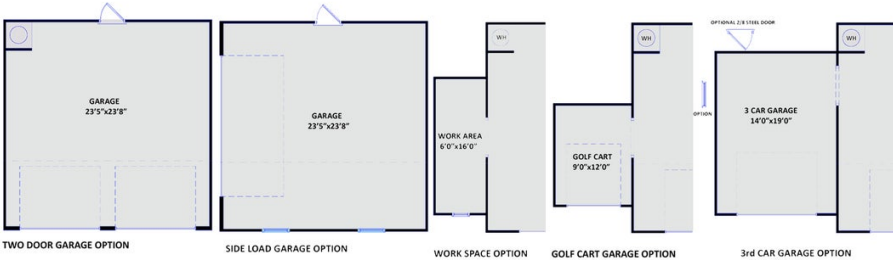 GARAGE
23'5"x23'8"
TWO DOOR GARAGE OPTION
GARAGE
23'5"x23'8"
SIDE LOAD GARAGE OPTION
WH
WORK AREA
6'0"x16'0"
WORK SPACE OPTION
WH
GOLF CART
9'0"x12'0"
GOLF CART GARAGE OPTION
OPTIONAL 2/8 STEEL DOOR
WH
OPTION
3 CAR GARAGE
14'0"x19'0"
3rd CAR GARAGE OPTION